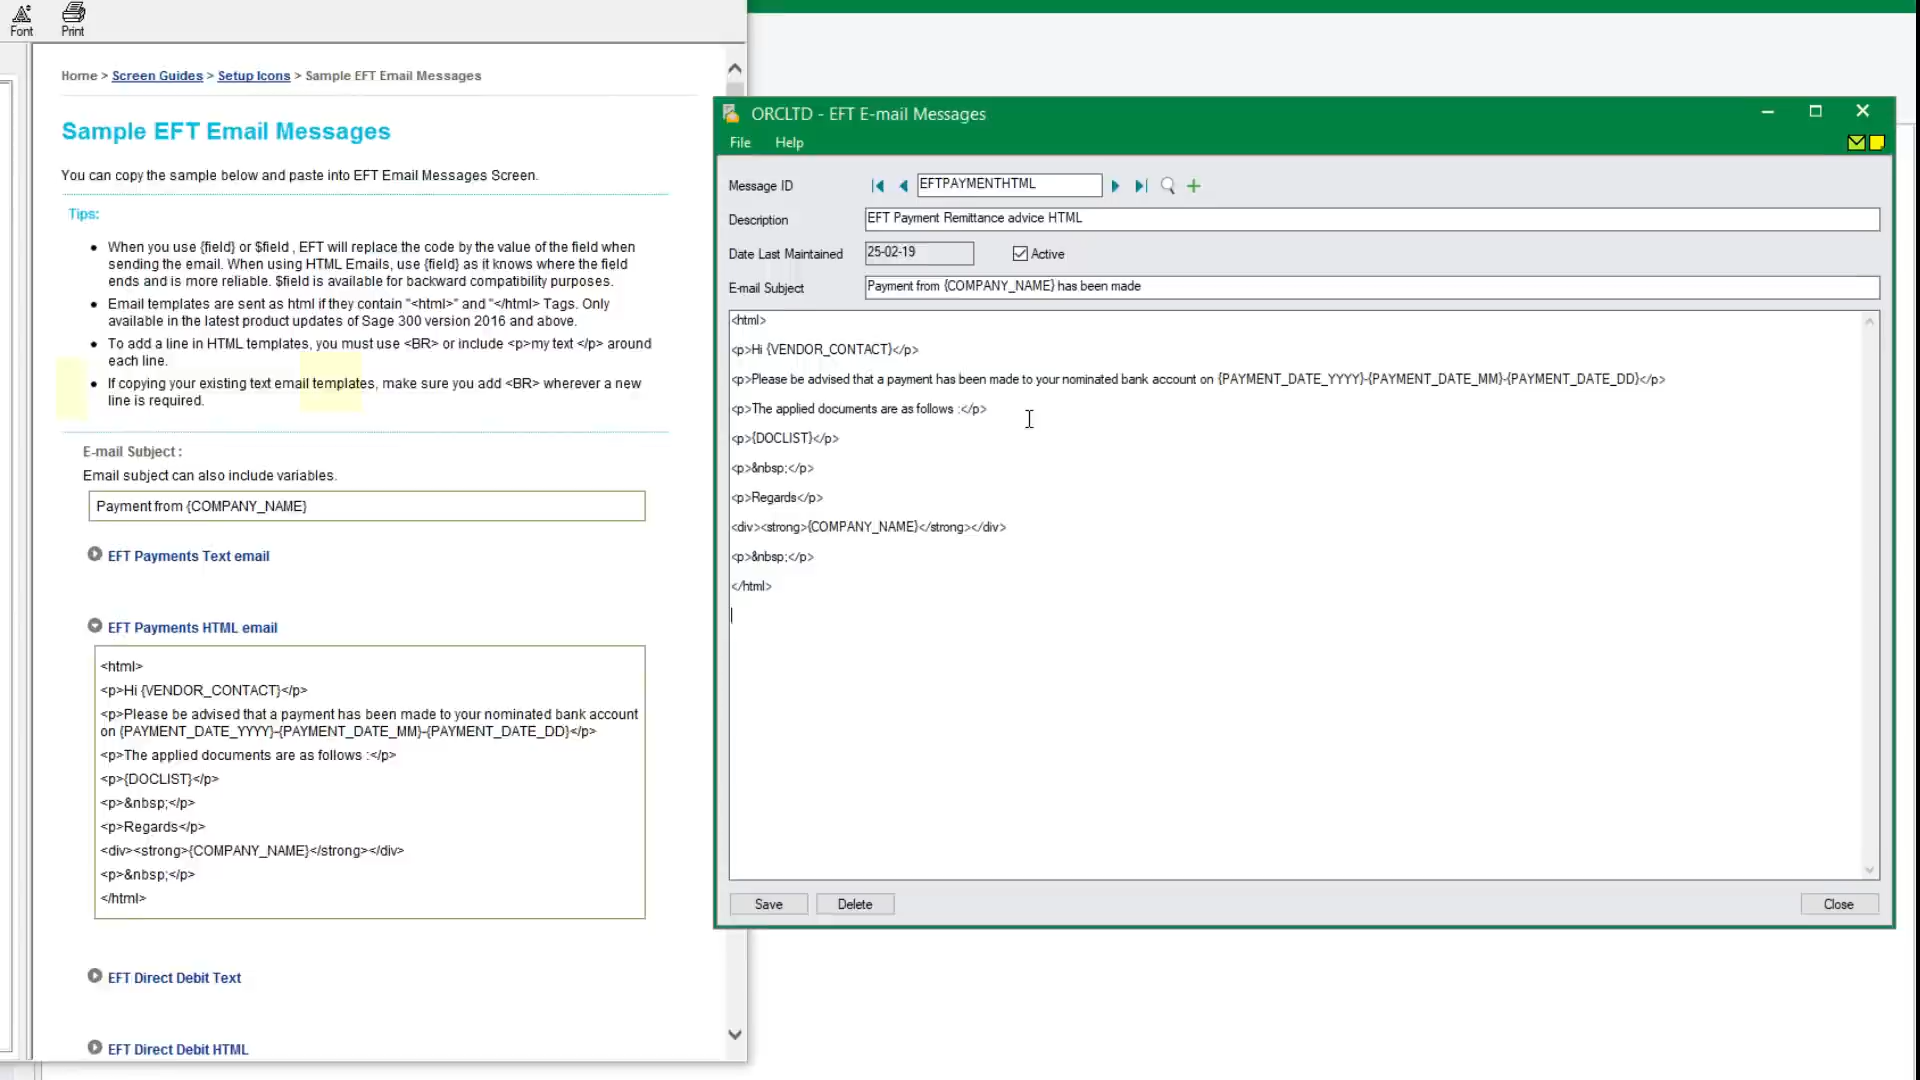 Font
Print
Home > Screen Guides > Setup Icons > Sample EFT Email Messages
Sample EFT Email Messages
You can copy the sample below and paste into EFT Email Messages Screen.
Tips:
• When you use {field} or $field , EFT will replace the code by the value of the field when
sending the email. When using HTML Emails, use {field} as it knows where the field
ends and is more reliable. $field is available for backward compatibility purposes.
• Email templates are sent as html if they contain "<html>" and "</html> Tags. Only
available in the latest product updates of Sage 300 version 2016 and above.
• To add a line in HTML templates, you must use <BR> or include <p>my text </p> around
each line.
• If copying your existing text email templates, make sure you add <BR> wherever a new
line is required.
E-mail Subject :
Email subject can also include variables.
Payment from {COMPANY_NAME}
EFT Payments Text email
EFT Payments HTML email
<html>
<p>Hi {VENDOR_CONTACT}</p>
<p>Please be advised that a payment has been made to your nominated bank account
on {PAYMENT_DATE_YYYY}-{PAYMENT_DATE_MM}-{PAYMENT_DATE_DD}</p>
<p>The applied documents are as follows :</p>
<p>{DOCLIST}</p>
<p>&nbsp;</p>
<p>Regards</p>
<div><strong>{COMPANY_NAME}</strong></div>
<p>&nbsp;</p>
</html>
EFT Direct Debit Text
EFT Direct Debit HTML
ORCLTD - EFT E-mail Messages
File Help
Message ID EFTPAYMENTHTML
Description EFT Payment Remittance advice HTML
Date Last Maintained 25-02-19 Active
E-mail Subject Payment from {COMPANY_NAME} has been made
<html>
<p>Hi {VENDOR_CONTACT}</p>
<p>Please be advised that a payment has been made to your nominated bank account on {PAYMENT_DATE_YYYY}-{PAYMENT_DATE_MM}-{PAYMENT_DATE_DD}</p>
<p>The applied documents are as follows :</p>
<p>{DOCLIST}</p>
<p>&nbsp;</p>
<p>Regards</p>
<div><strong>{COMPANY_NAME}</strong></div>
<p>&nbsp;</p>
</html>
Save Delete Close